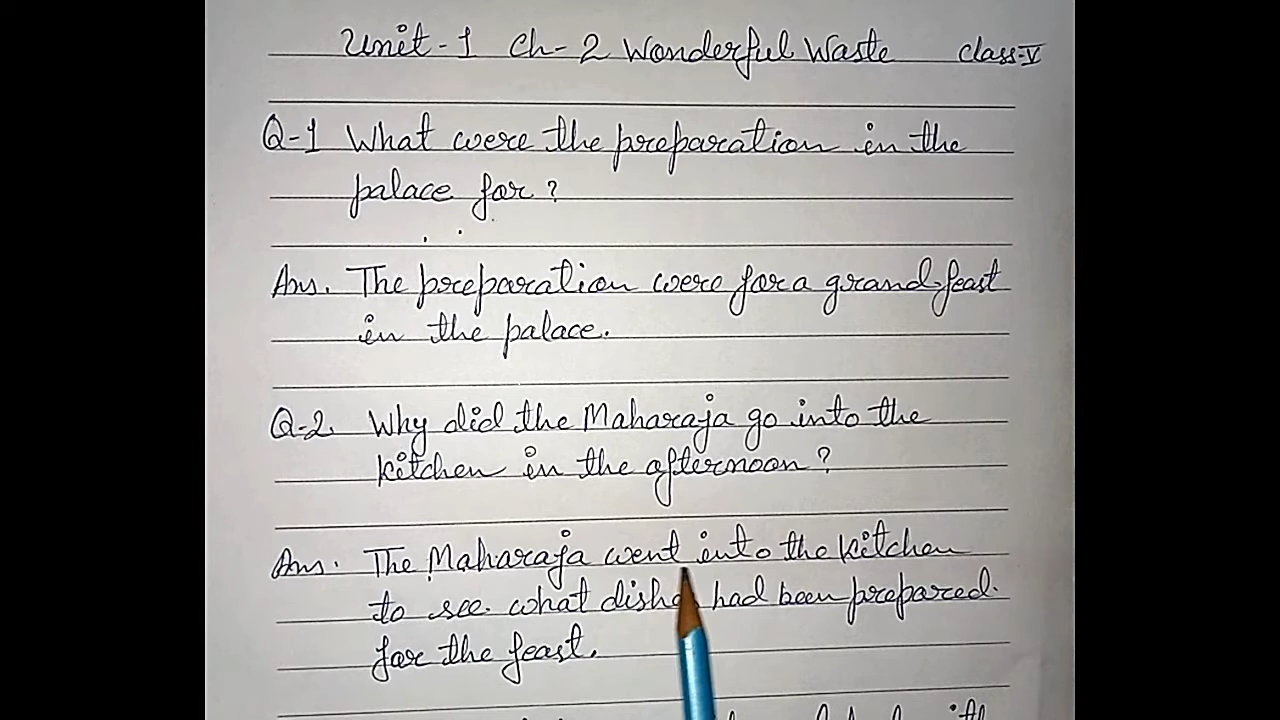 Unit-1 Ch-2 Wonderful Waste Class-V
Q-1 What were the preparation in the
palace for?
Ans. The preparation were for a grand feast
in the palace.
Q-2. Why did the Maharaja go into the
kitchen in the afternoon?
Ans. The Maharaja went into the kitchen
to see what had been prepared
for the feast.